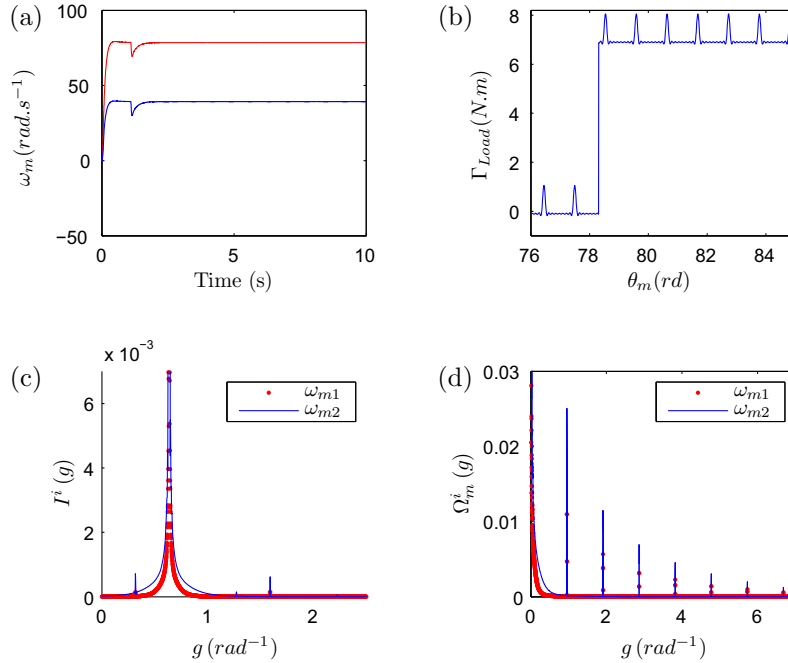 (a)
100
50
0
−50
0
5
10
ω_m(rad.s⁻¹)
Time (s)
(b)
8
6
4
2
0
76
78
80
82
84
Γ_Load(N.m)
θ_m(rd)
(c)
x 10⁻³
6
4
2
0
0
1
2
I^i(g)
g (rad⁻¹)
ω_m1
ω_m2
(d)
0.03
0.02
0.01
0
0
2
4
6
Ω_m^i(g)
g (rad⁻¹)
ω_m1
ω_m2